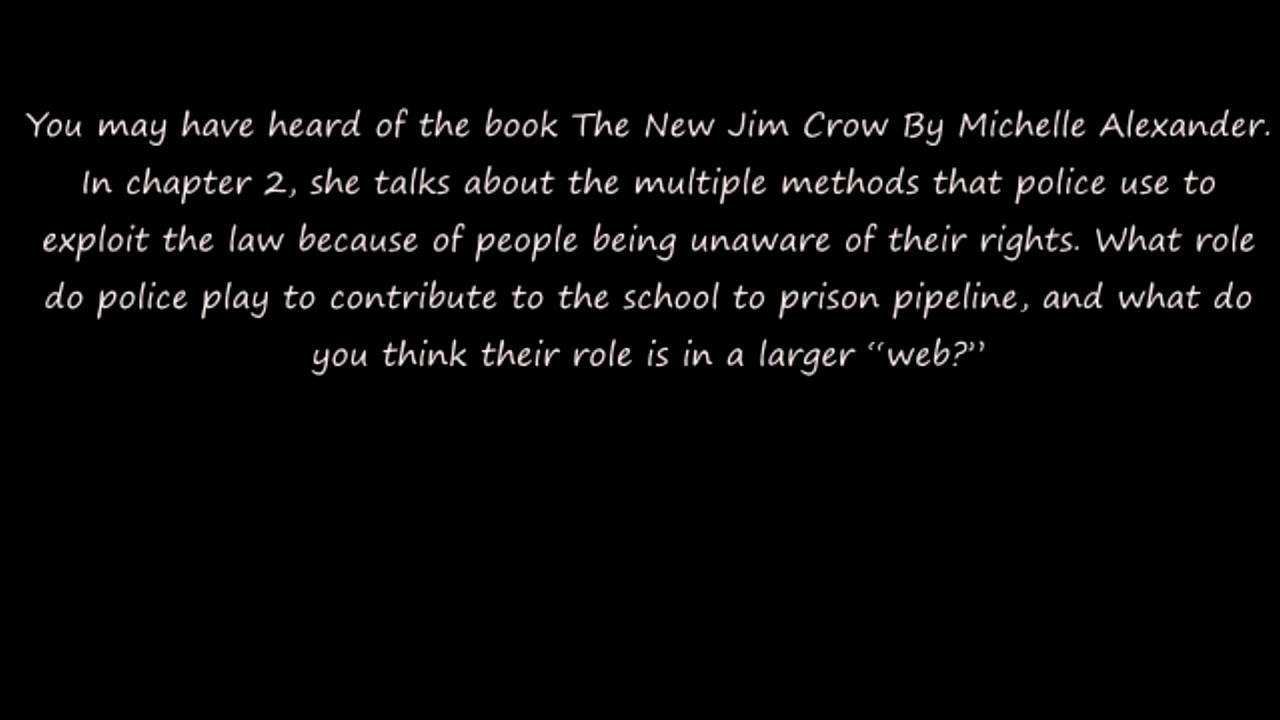 You may have heard of the book The New Jim Crow By Michelle Alexander.
In chapter 2, she talks about the multiple methods that police use to
exploit the law because of people being unaware of their rights. What role
do police play to contribute to the school to prison pipeline, and what do
you think their role is in a larger “web?”